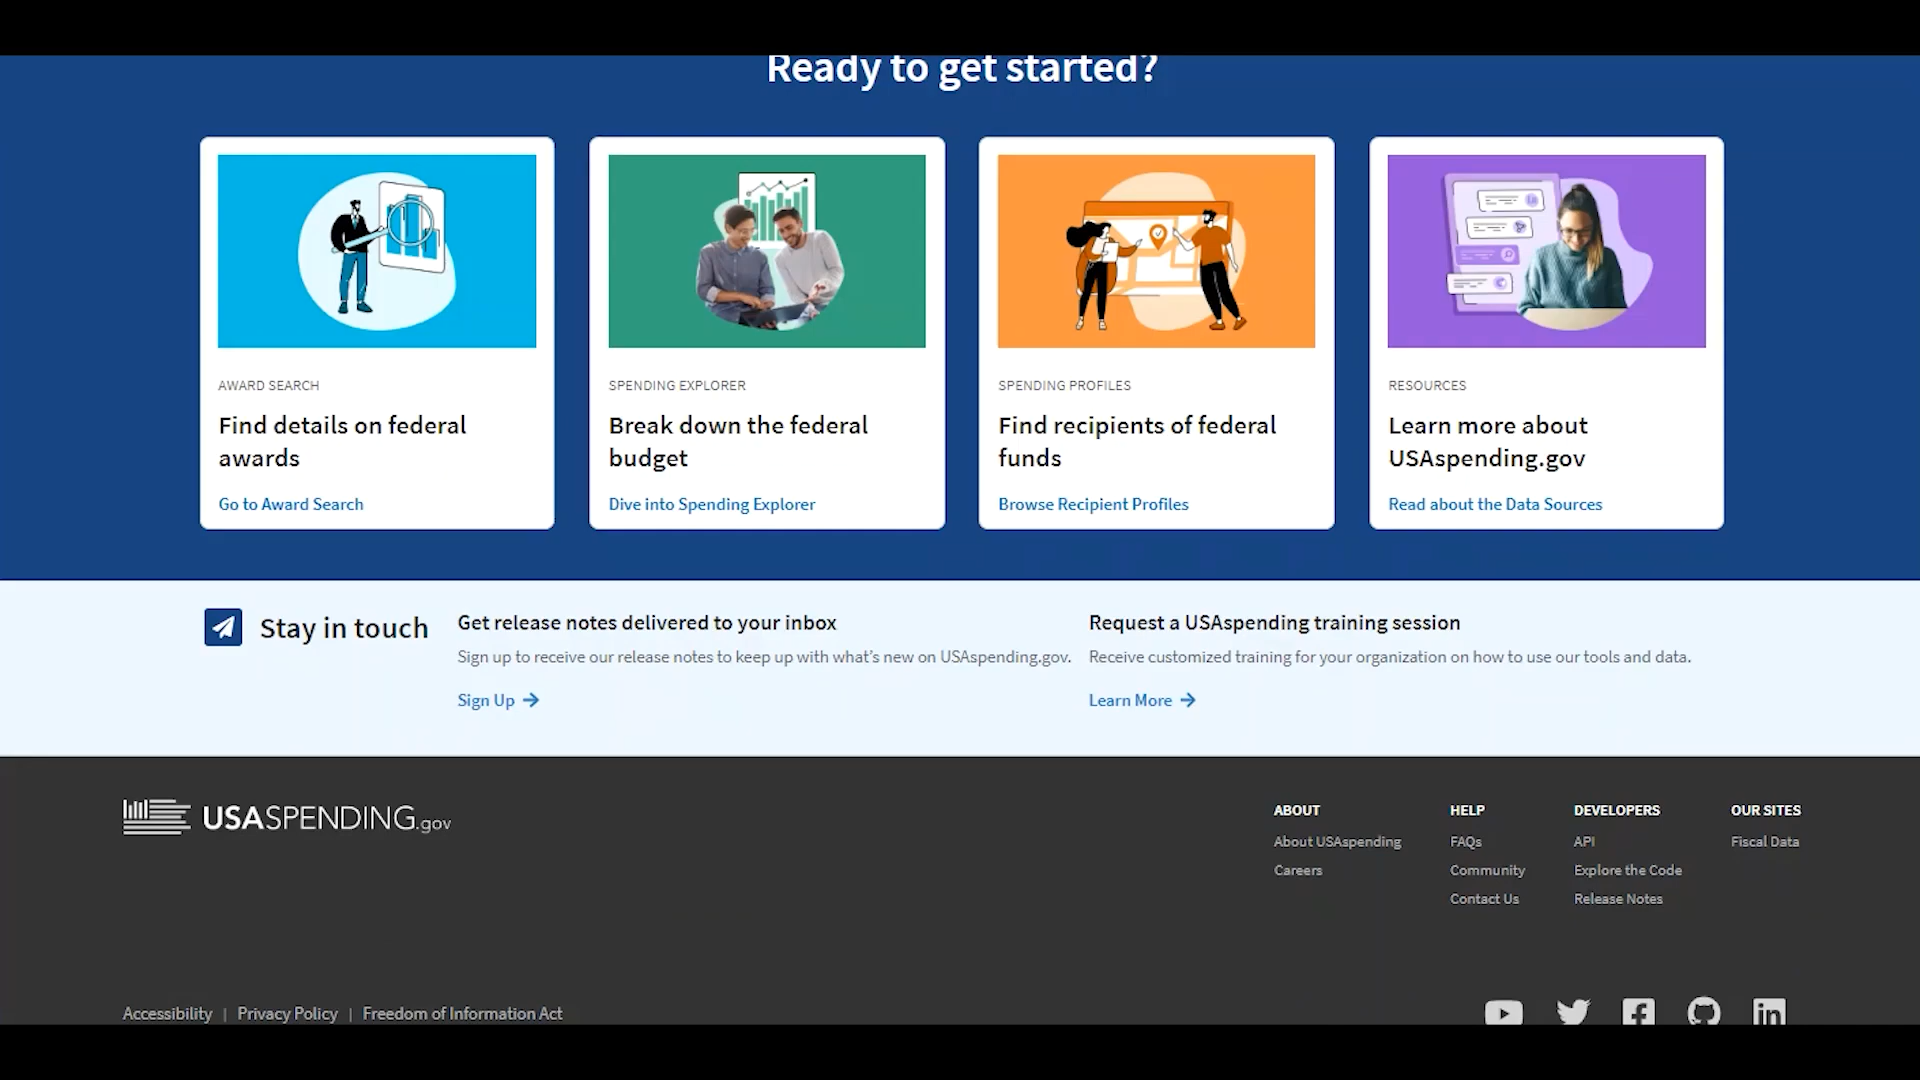 Ready to get started?
AWARD SEARCH
Find details on federal
awards
Go to Award Search
SPENDING EXPLORER
Break down the federal
budget
Dive into Spending Explorer
SPENDING PROFILES
Find recipients of federal
funds
Browse Recipient Profiles
RESOURCES
Learn more about
USAspending.gov
Read about the Data Sources
Stay in touch
Get release notes delivered to your inbox
Sign up to receive our release notes to keep up with what's new on USAspending.gov.
Sign Up
Request a USAspending training session
Receive customized training for your organization on how to use our tools and data.
Learn More
USASPENDING.gov
ABOUT
About USAspending
Careers
HELP
FAQs
Community
Contact Us
DEVELOPERS
API
Explore the Code
Release Notes
OUR SITES
Fiscal Data
Accessibility | Privacy Policy | Freedom of Information Act
in